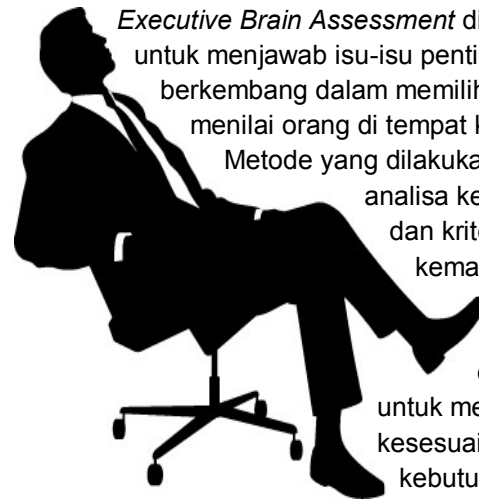 Executive Brain Assessment di
untuk menjawab isu-isu penti
berkembang dalam memilih
menilai orang di tempat k
Metode yang dilakuka
analisa ke
dan krite
kema
untuk me
kesesuai
kebutu